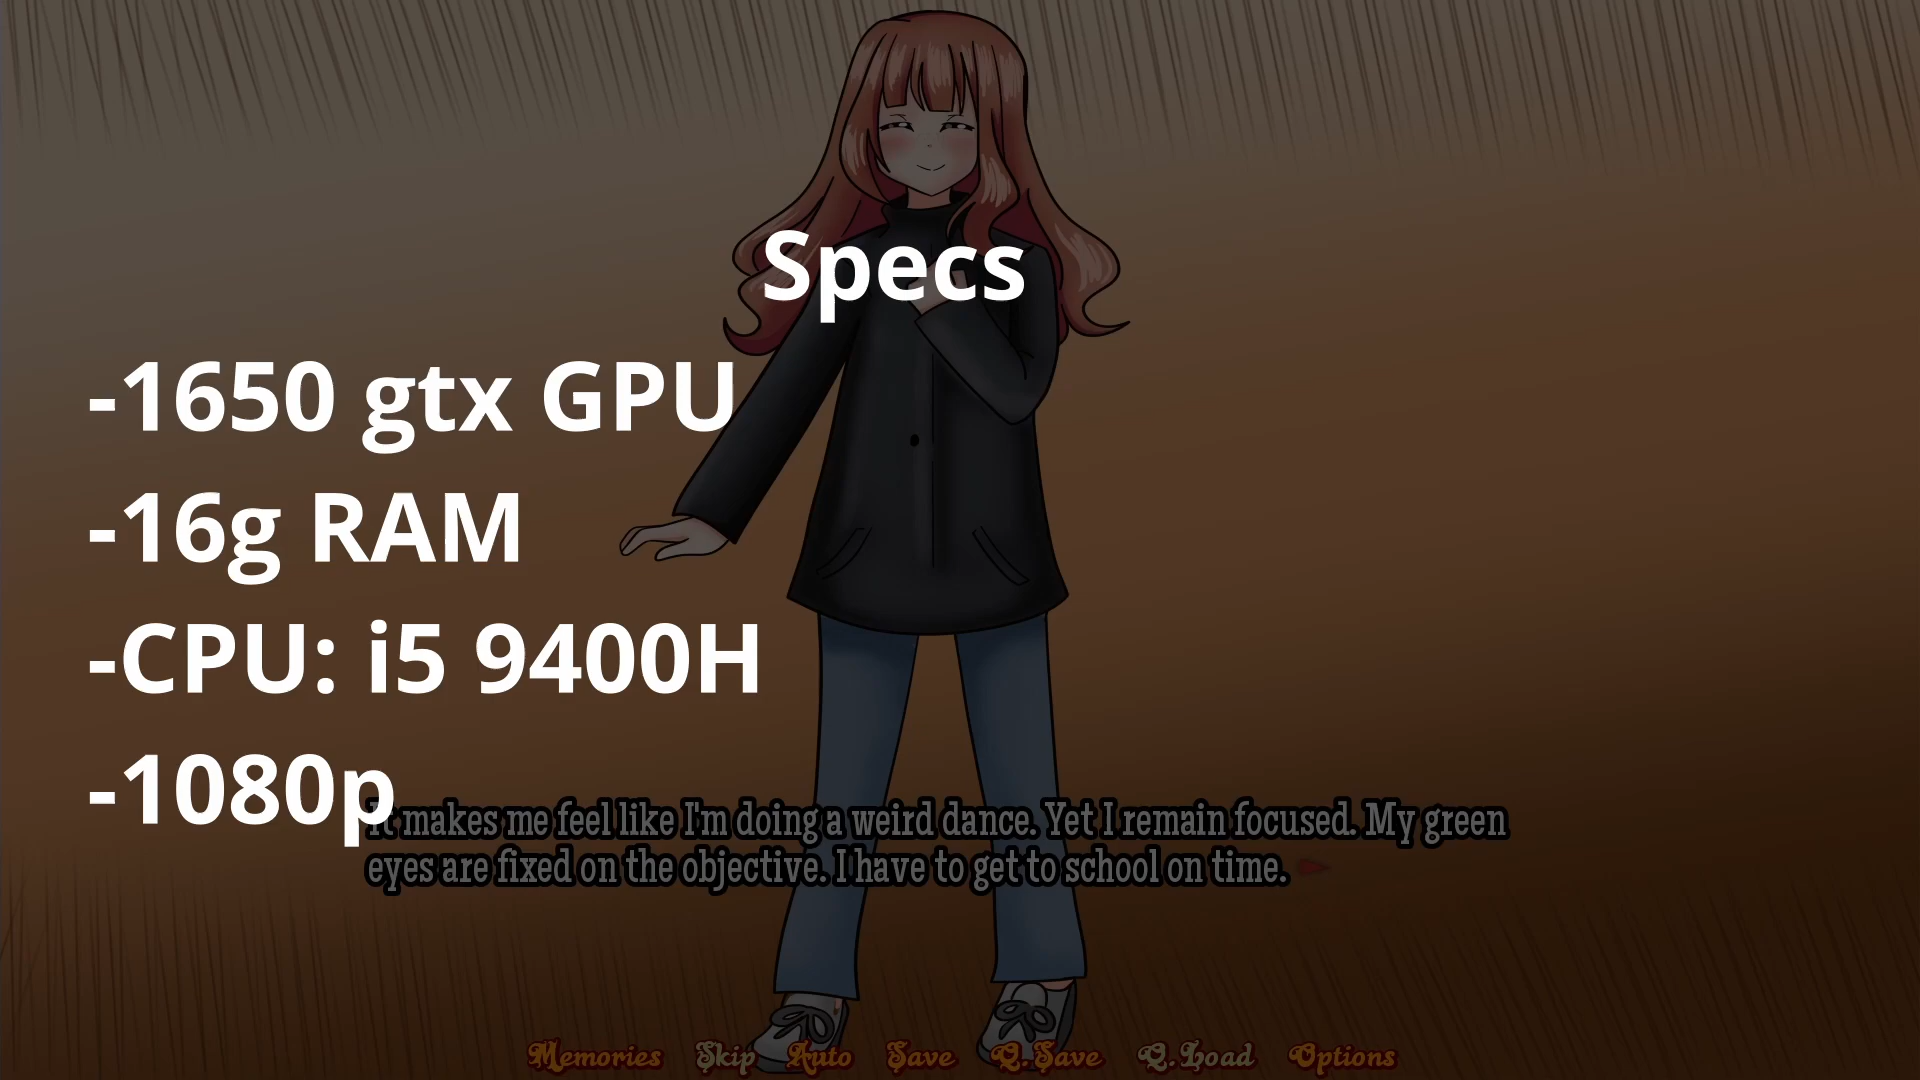 Specs
-1650 gtx GPU
-16g RAM
-CPU: i5 9400H
-1080p
It makes me feel like I'm doing a weird dance. Yet I remain focused. My green
eyes are fixed on the objective. I have to get to school on time.
Memories Skip Auto Save Q.Save Q.Load Options